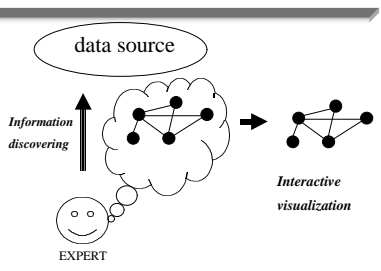 data source
Information
discovering
Interactive
visualization
EXPERT